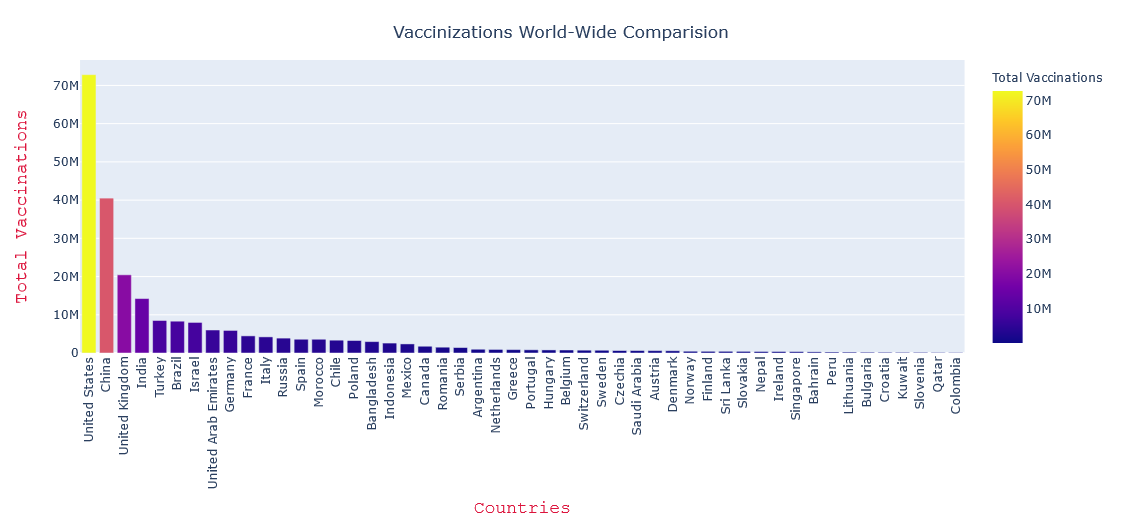 Vaccinizations World-Wide Comparision
Total Vaccinations
70M
60M
50M
40M
30M
20M
10M
0
United States
China
United Kingdom
India
Turkey
Brazil
Israel
United Arab Emirates
Germany
France
Italy
Russia
Spain
Morocco
Chile
Poland
Bangladesh
Indonesia
Mexico
Canada
Romania
Serbia
Argentina
Netherlands
Greece
Portugal
Hungary
Belgium
Switzerland
Sweden
Czechia
Saudi Arabia
Austria
Denmark
Norway
Finland
Sri Lanka
Slovakia
Nepal
Ireland
Singapore
Bahrain
Peru
Lithuania
Bulgaria
Croatia
Kuwait
Slovenia
Qatar
Colombia
Countries
Total Vaccinations
70M
60M
50M
40M
30M
20M
10M